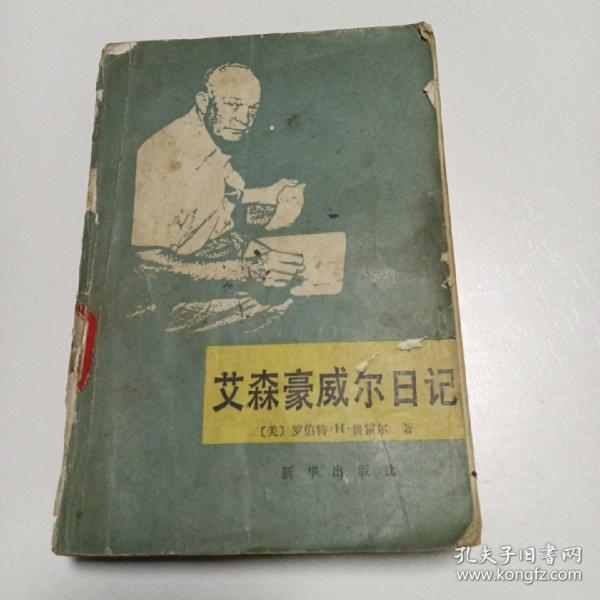 艾森豪威尔日记
〔美〕罗伯特·H·费雷尔 著
新华出版社
孔夫子旧书网
www.kongfz.com